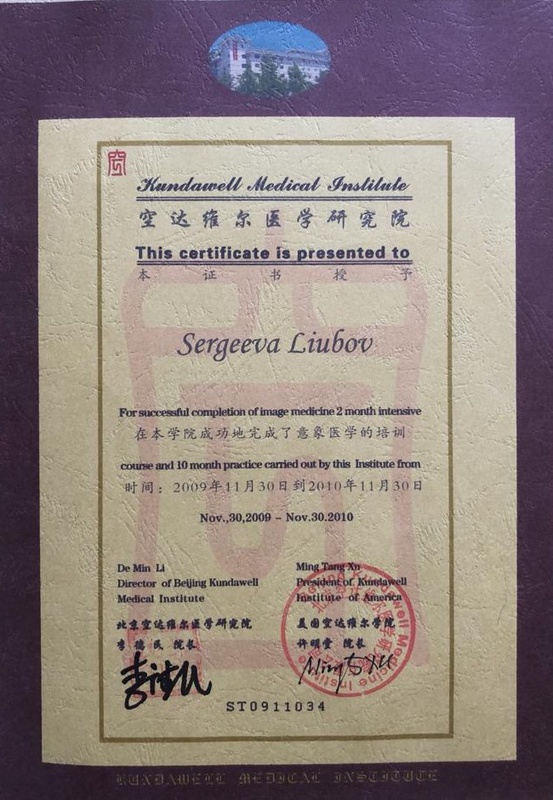 Kundawell Medical Institute
空达维尔医学研究院
This certificate is presented to
本证书授予
Sergeeva Liubov
For successful completion of image medicine 2 month intensive
在本学院成功地完成了意象医学的培训
course and 10 month practice carried out by this Institute from
时间：2009年11月30日到2010年11月30日
Nov.,30,2009 – Nov.30.2010
De Min Li
Director of Beijing Kundawell
Medical Institute
北京空达维尔医学研究院
李德民 院长
Ming Tang Xu
President of Kundawell
Institute of America
美国空达维尔学院
许明堂 院长
ST0911034
KUNDAWELL MEDICAL INSTITUTE